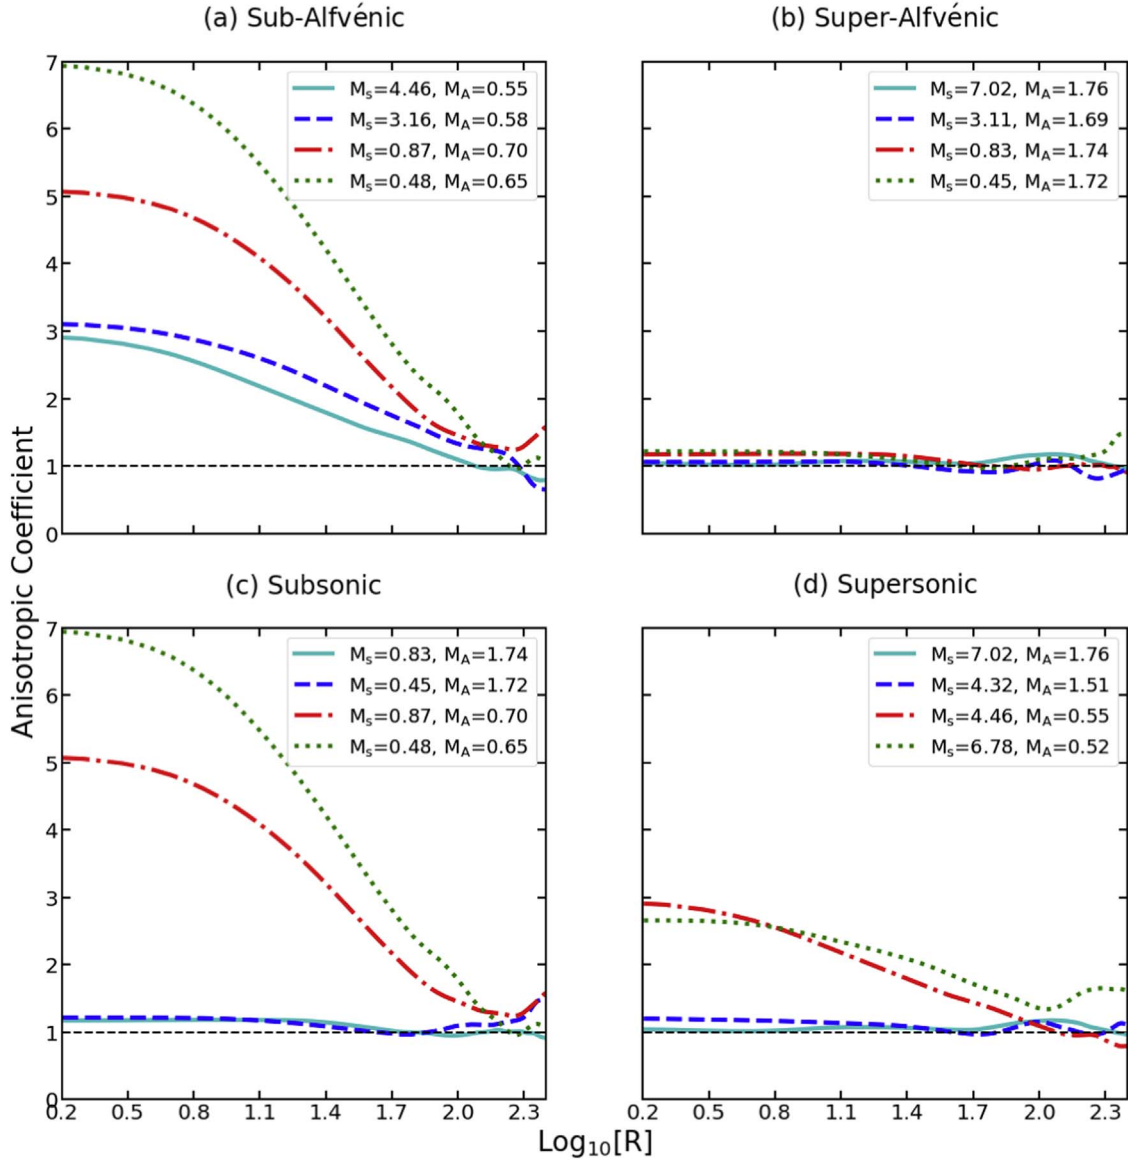 (a) Sub-Alfvénic
7
6
5
4
3
2
1
0
Mₛ=4.46, M_A=0.55
Mₛ=3.16, M_A=0.58
Mₛ=0.87, M_A=0.70
Mₛ=0.48, M_A=0.65
(b) Super-Alfvénic
Mₛ=7.02, M_A=1.76
Mₛ=3.11, M_A=1.69
Mₛ=0.83, M_A=1.74
Mₛ=0.45, M_A=1.72
Anisotropic Coefficient
(c) Subsonic
7
6
5
4
3
2
1
0
Mₛ=0.83, M_A=1.74
Mₛ=0.45, M_A=1.72
Mₛ=0.87, M_A=0.70
Mₛ=0.48, M_A=0.65
0.2 0.5 0.8 1.1 1.4 1.7 2.0 2.3
(d) Supersonic
Mₛ=7.02, M_A=1.76
Mₛ=4.32, M_A=1.51
Mₛ=4.46, M_A=0.55
Mₛ=6.78, M_A=0.52
0.2 0.5 0.8 1.1 1.4 1.7 2.0 2.3
Log₁₀[R]